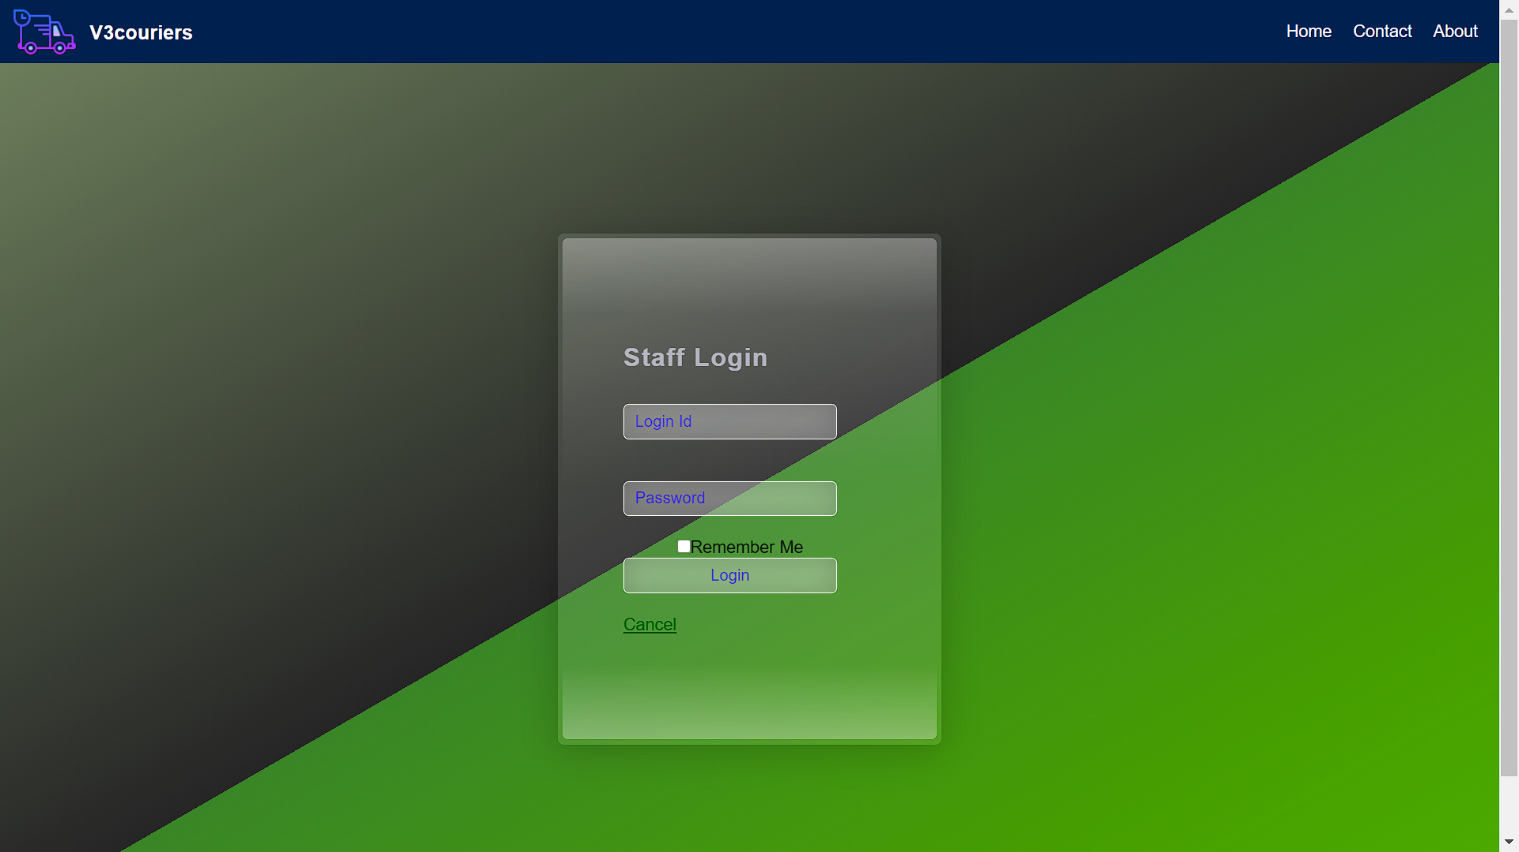 V3couriers
Home Contact About
Staff Login
Login Id
Password
Remember Me
Login
Cancel